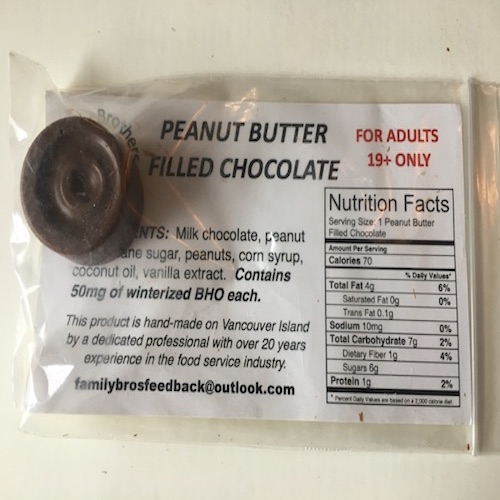 Brothers
PEANUT BUTTER
FILLED CHOCOLATE
FOR ADULTS
19+ ONLY
NTS: Milk chocolate, peanut
ane sugar, peanuts, corn syrup,
coconut oil, vanilla extract. Contains
50mg of winterized BHO each.
This product is hand-made on Vancouver Island
by a dedicated professional with over 20 years
experience in the food service industry.
familybrosfeedback@outlook.com
Nutrition Facts
Serving Size: 1 Peanut Butter
Filled Chocolate
Amount Per Serving
Calories 70
% Daily Values*
Total Fat 4g 6%
Saturated Fat 0g 0%
Trans Fat 0.1g
Sodium 10mg 0%
Total Carbohydrate 7g 2%
Dietary Fiber 1g 4%
Sugars 6g
Protein 1g 2%
* Percent Daily Values are based on a 2,000 calorie diet.